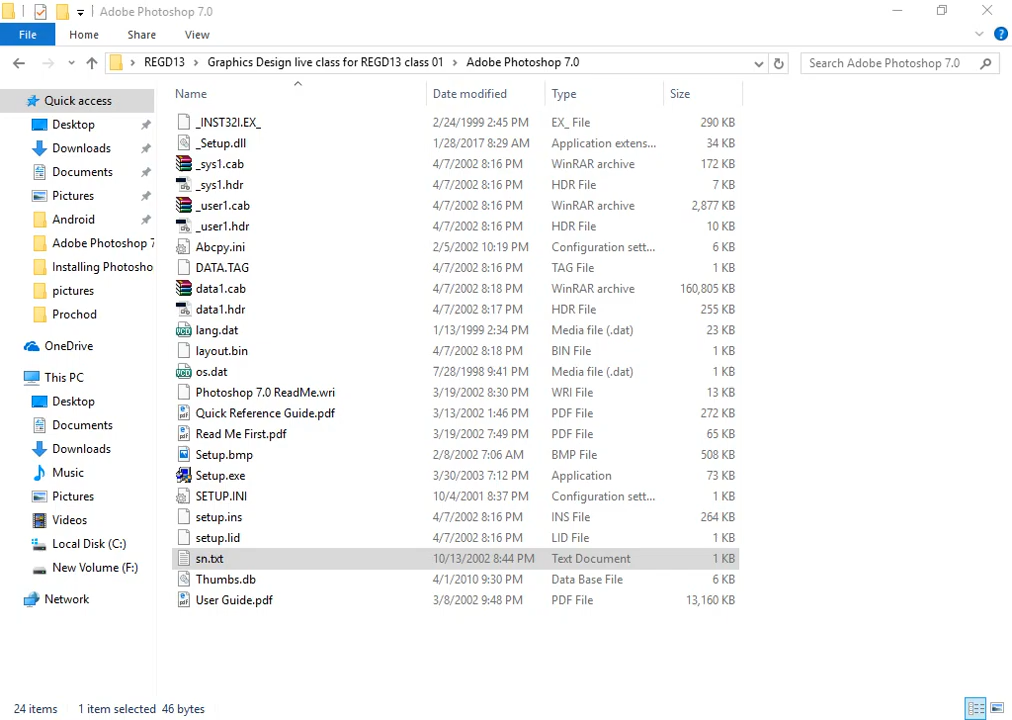 Adobe Photoshop 7.0
File Home Share View
REGD13 Graphics Design live class for REGD13 class 01 Adobe Photoshop 7.0 Search Adobe Photoshop 7.0
Name Date modified Type Size
Quick access
Desktop
Downloads
Documents
Pictures
Android
Adobe Photoshop 7
Installing Photosho
pictures
Prochod
OneDrive
This PC
Desktop
Documents
Downloads
Music
Pictures
Videos
Local Disk (C:)
New Volume (F:)
Network
_INST32I.EX_ 2/24/1999 2:45 PM EX_ File 290 KB
_Setup.dll 1/28/2017 8:29 AM Application extens... 34 KB
_sys1.cab 4/7/2002 8:16 PM WinRAR archive 172 KB
_sys1.hdr 4/7/2002 8:16 PM HDR File 7 KB
_user1.cab 4/7/2002 8:16 PM WinRAR archive 2,877 KB
_user1.hdr 4/7/2002 8:16 PM HDR File 10 KB
Abcpy.ini 2/5/2002 10:19 PM Configuration sett... 6 KB
DATA.TAG 4/7/2002 8:16 PM TAG File 1 KB
data1.cab 4/7/2002 8:18 PM WinRAR archive 160,805 KB
data1.hdr 4/7/2002 8:17 PM HDR File 255 KB
lang.dat 1/13/1999 2:34 PM Media file (.dat) 23 KB
layout.bin 4/7/2002 8:18 PM BIN File 1 KB
os.dat 7/28/1998 9:41 PM Media file (.dat) 1 KB
Photoshop 7.0 ReadMe.wri 3/19/2002 8:30 PM WRI File 13 KB
Quick Reference Guide.pdf 3/13/2002 1:46 PM PDF File 272 KB
Read Me First.pdf 3/19/2002 7:49 PM PDF File 65 KB
Setup.bmp 2/8/2002 7:06 AM BMP File 508 KB
Setup.exe 3/30/2003 7:12 PM Application 73 KB
SETUP.INI 10/4/2001 8:37 PM Configuration sett... 1 KB
setup.ins 4/7/2002 8:16 PM INS File 264 KB
setup.lid 4/7/2002 8:16 PM LID File 1 KB
sn.txt 10/13/2002 8:44 PM Text Document 1 KB
Thumbs.db 4/1/2010 9:30 PM Data Base File 6 KB
User Guide.pdf 3/8/2002 9:48 PM PDF File 13,160 KB
24 items 1 item selected 46 bytes